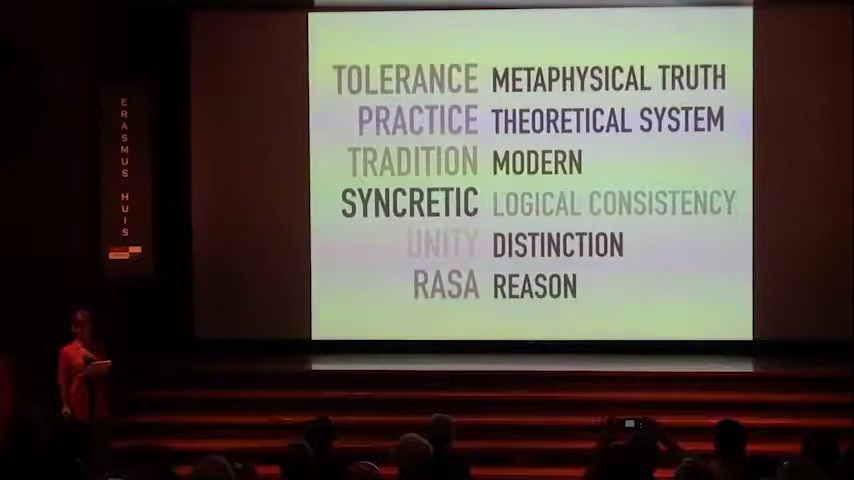 ERASMUS HUIS
TOLERANCE METAPHYSICAL TRUTH
PRACTICE THEORETICAL SYSTEM
TRADITION MODERN
SYNCRETIC LOGICAL CONSISTENCY
UNITY DISTINCTION
RASA REASON